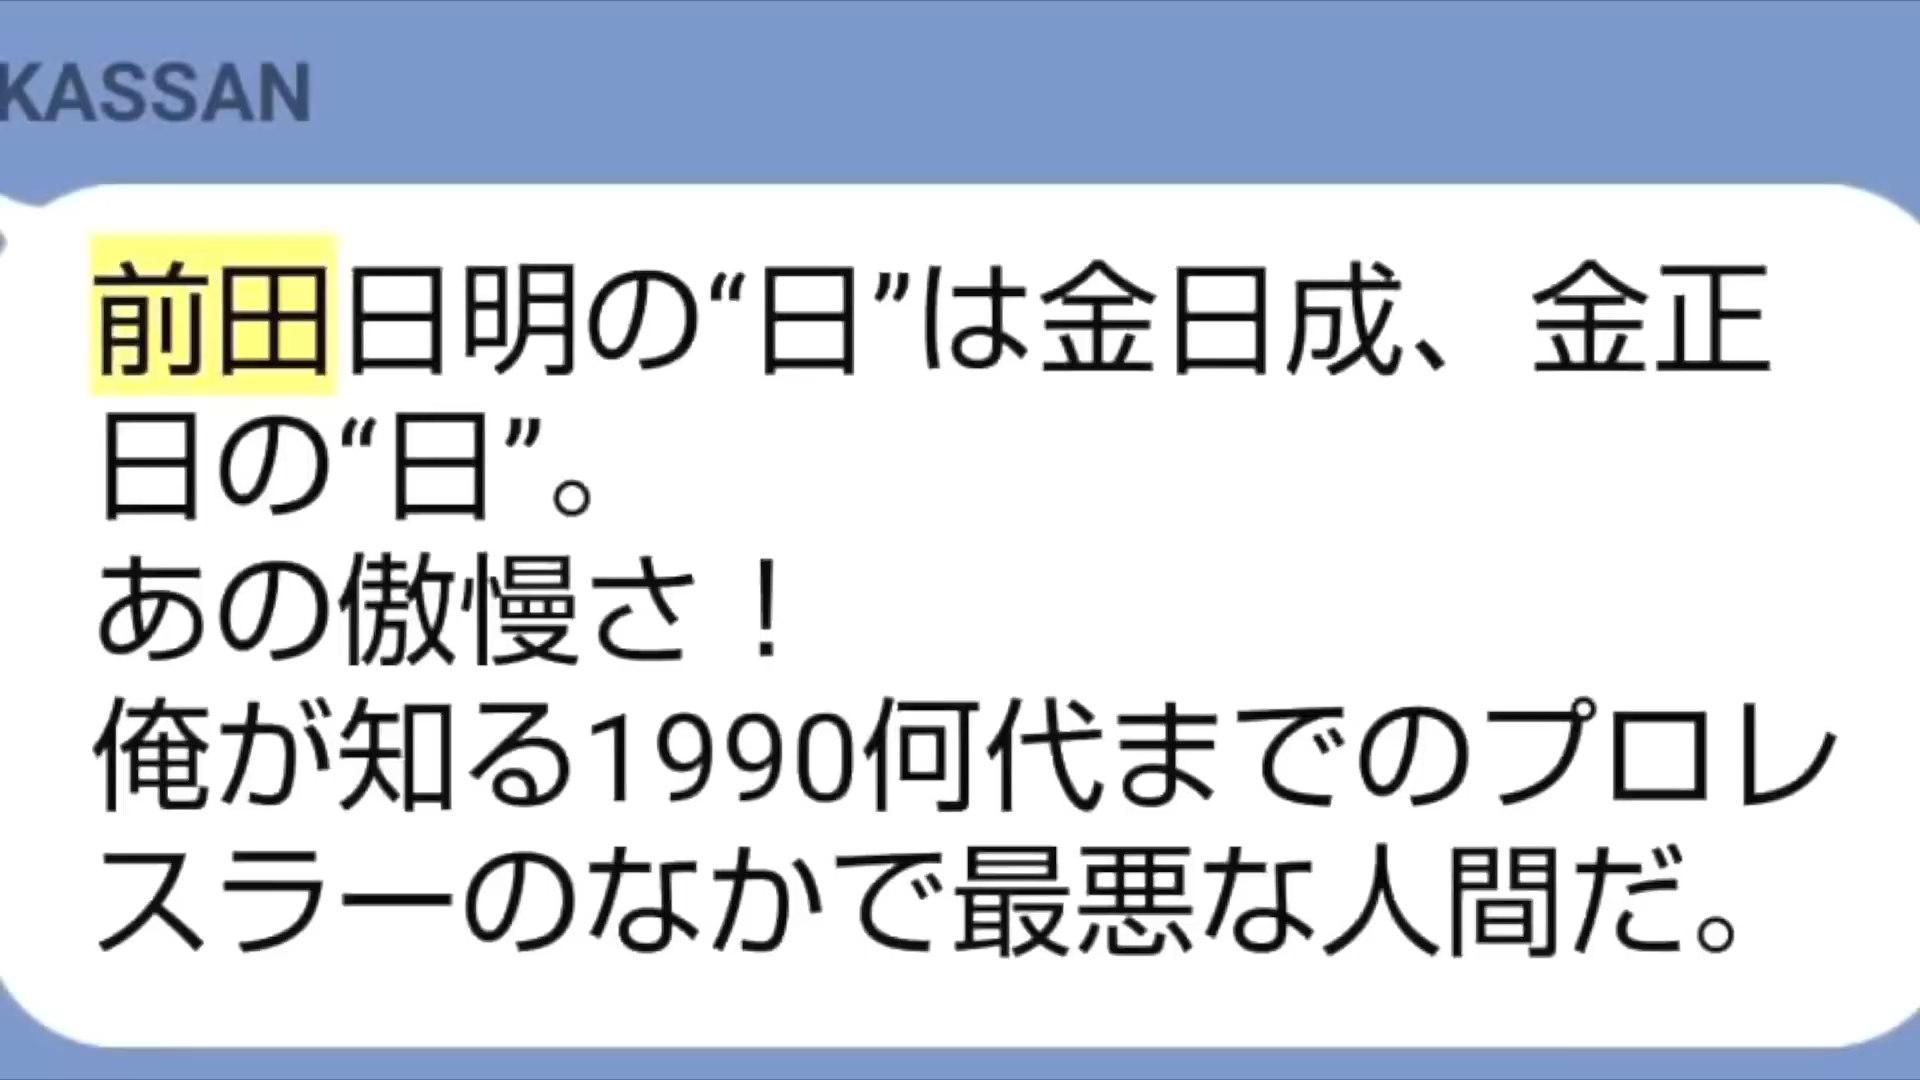 KASSAN
前田日明の“日”は金日成、金正
日の“日”。
あの傲慢さ！
俺が知る1990何代までのプロレ
スラーのなかで最悪な人間だ。